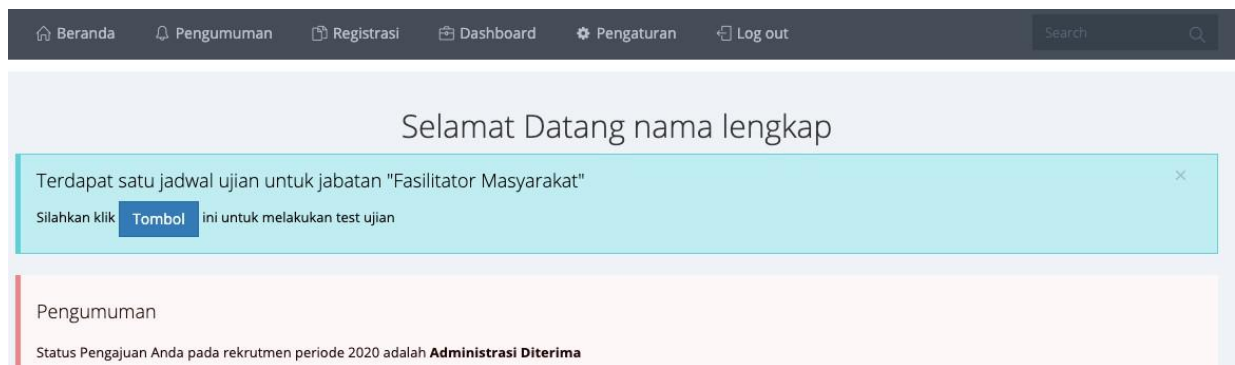 Beranda Pengumuman Registrasi Dashboard Pengaturan Log out Search
Selamat Datang nama lengkap
Terdapat satu jadwal ujian untuk jabatan "Fasilitator Masyarakat"
×
Silahkan klik Tombol ini untuk melakukan test ujian
Pengumuman
Status Pengajuan Anda pada rekrutmen periode 2020 adalah Administrasi Diterima